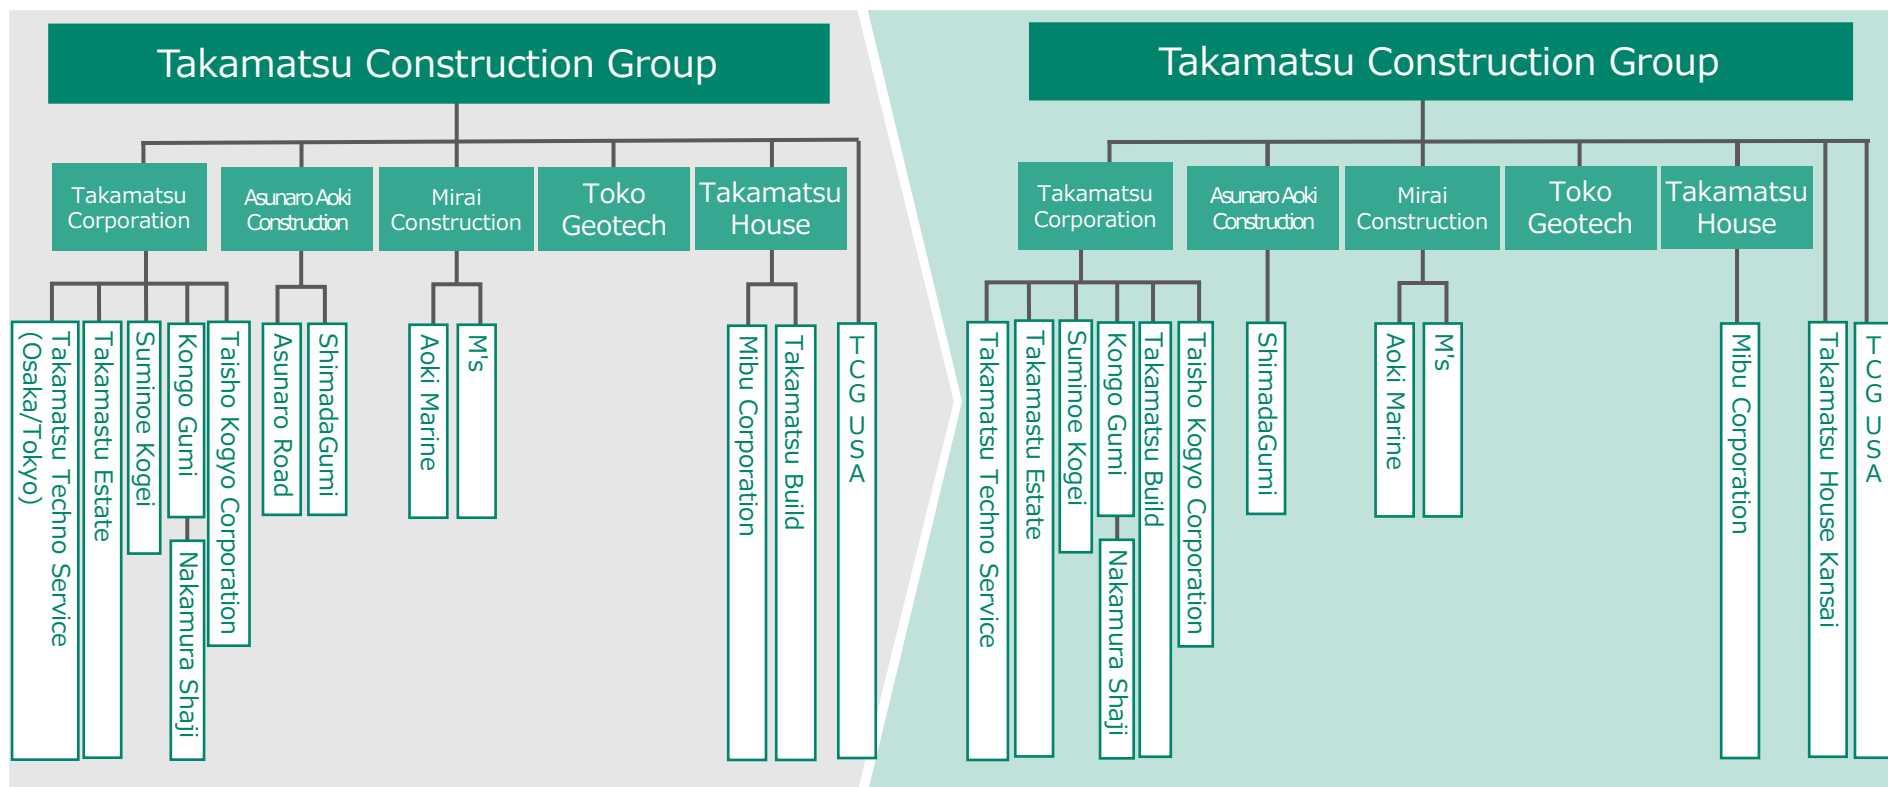 Takamatsu Construction Group
Takamatsu
Corporation
Asunaro Aoki
Construction
Mirai
Construction
Toko
Geotech
Takamatsu
House
Takamatsu Techno Service
(Osaka/Tokyo)
Takamastu Estate
Suminoe Kogei
Kongo Gumi
Nakamura Shaji
Taisho Kogyo Corporation
Asunaro Road
ShimadaGumi
Aoki Marine
M's
Mibu Corporation
Takamatsu Build
TCG USA
Takamatsu Construction Group
Takamatsu
Corporation
Asunaro Aoki
Construction
Mirai
Construction
Toko
Geotech
Takamatsu
House
Takamatsu Techno Service
Takamastu Estate
Suminoe Kogei
Kongo Gumi
Nakamura Shaji
Takamatsu Build
Taisho Kogyo Corporation
ShimadaGumi
Aoki Marine
M's
Mibu Corporation
Takamatsu House Kansai
TCG USA